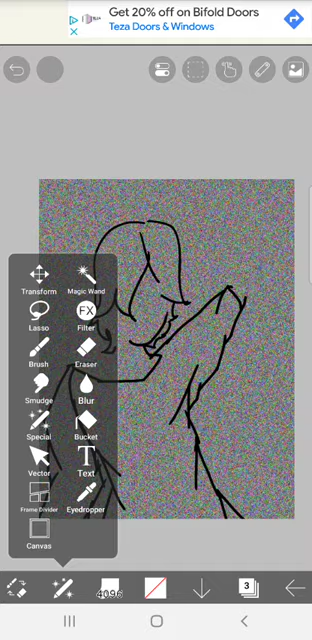 Get 20% off on Bifold Doors
Teza Doors & Windows
Transform
Magic Wand
Lasso
FX
Filter
Brush
Eraser
Smudge
Blur
Special
Bucket
Vector
T
Text
Frame Divider
Eyedropper
Canvas
4096
3